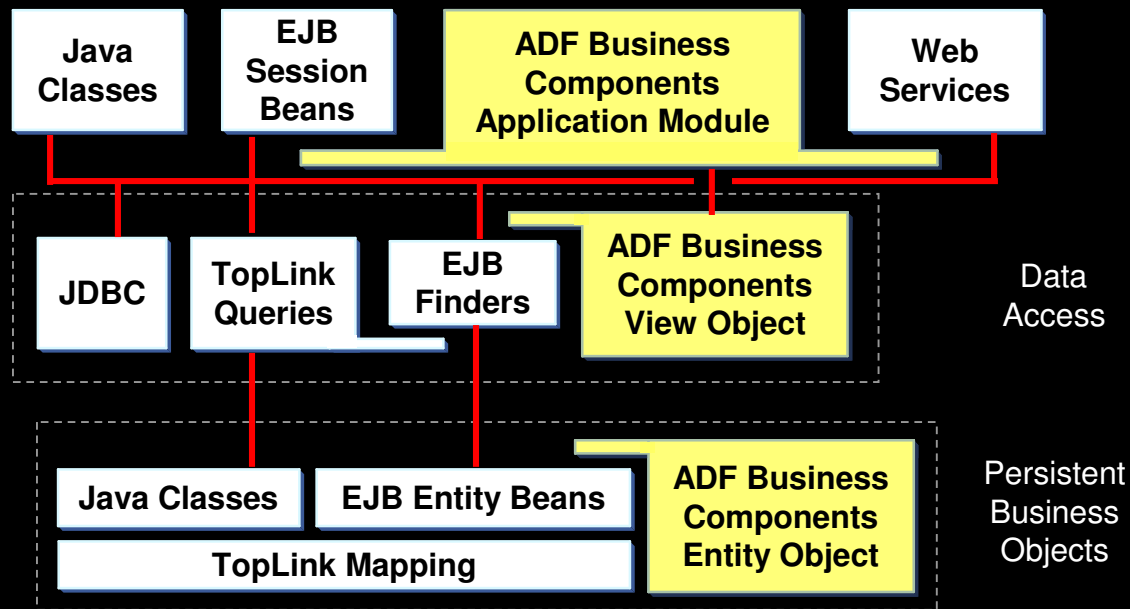 Java
Classes
EJB
Session
Beans
ADF Business
Components
Application Module
Web
Services
JDBC
TopLink
Queries
EJB
Finders
ADF Business
Components
View Object
Data
Access
Java Classes
EJB Entity Beans
TopLink Mapping
ADF Business
Components
Entity Object
Persistent
Business
Objects